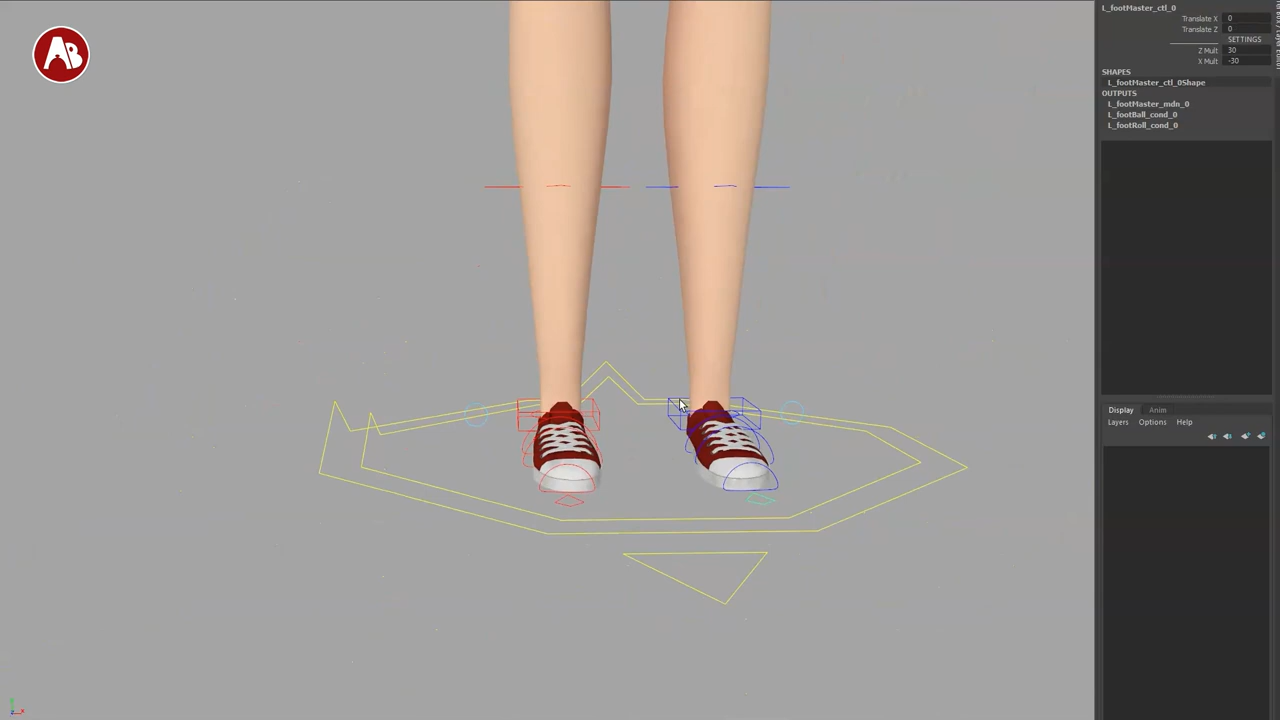 AB
L_footMaster_ctl_0
Translate X 0
Translate Z 0
SETTINGS
Z Mult 30
X Mult -30
SHAPES
L_footMaster_ctl_0Shape
OUTPUTS
L_footMaster_mdn_0
L_footBall_cond_0
L_footRoll_cond_0
Display Anim
Layers Options Help